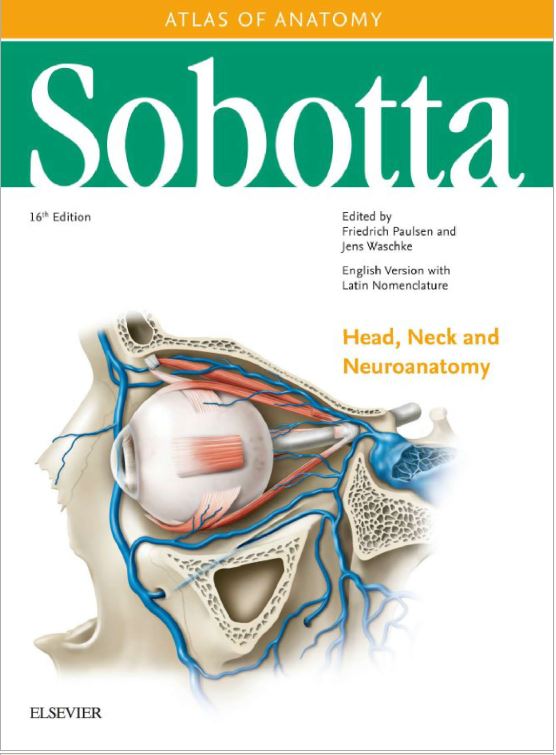 ATLAS OF ANATOMY
Sobotta
16th Edition
Edited by
Friedrich Paulsen and
Jens Waschke
English Version with
Latin Nomenclature
Head, Neck and
Neuroanatomy
ELSEVIER